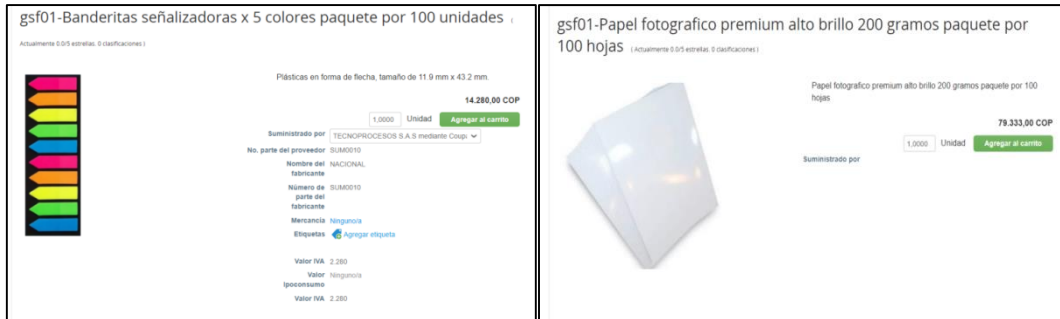 gsf01-Banderitas señalizadoras x 5 colores paquete por 100 unidades (
Actualmente 0.0/5 estrellas. 0 clasificaciones )
Plásticas en forma de flecha, tamaño de 11.9 mm x 43.2 mm.
14.280,00 COP
1,0000 Unidad Agregar al carrito
Suministrado por TECNOPROCESOS S.A.S mediante Coup
No. parte del proveedor SUM0010
Nombre del NACIONAL
fabricante
Número de SUM0010
parte del
fabricante
Mercancía Ninguno/a
Etiquetas Agregar etiqueta
Valor IVA 2.280
Valor Ninguno/a
Ipoconsumo
Valor IVA 2.280
gsf01-Papel fotografico premium alto brillo 200 gramos paquete por
100 hojas (Actualmente 0.0/5 estrellas. 0 clasificaciones )
Papel fotografico premium alto brillo 200 gramos paquete por 100
hojas
79.333,00 COP
1,0000 Unidad Agregar al carrito
Suministrado por